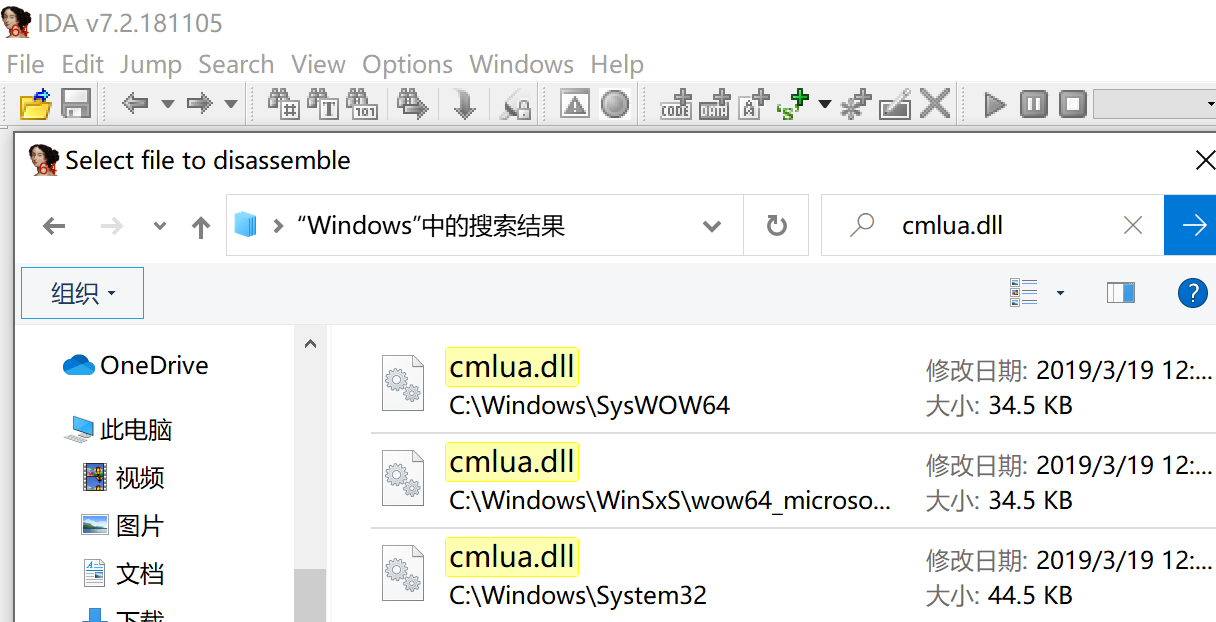 IDA v7.2.181105
File Edit Jump Search View Options Windows Help
Select file to disassemble
“Windows”中的搜索结果
cmlua.dll
组织
OneDrive
此电脑
视频
图片
文档
下载
cmlua.dll
C:\Windows\SysWOW64
修改日期: 2019/3/19 12:...
大小: 34.5 KB
cmlua.dll
C:\Windows\WinSxS\wow64_microso...
修改日期: 2019/3/19 12:...
大小: 34.5 KB
cmlua.dll
C:\Windows\System32
修改日期: 2019/3/19 12:...
大小: 44.5 KB